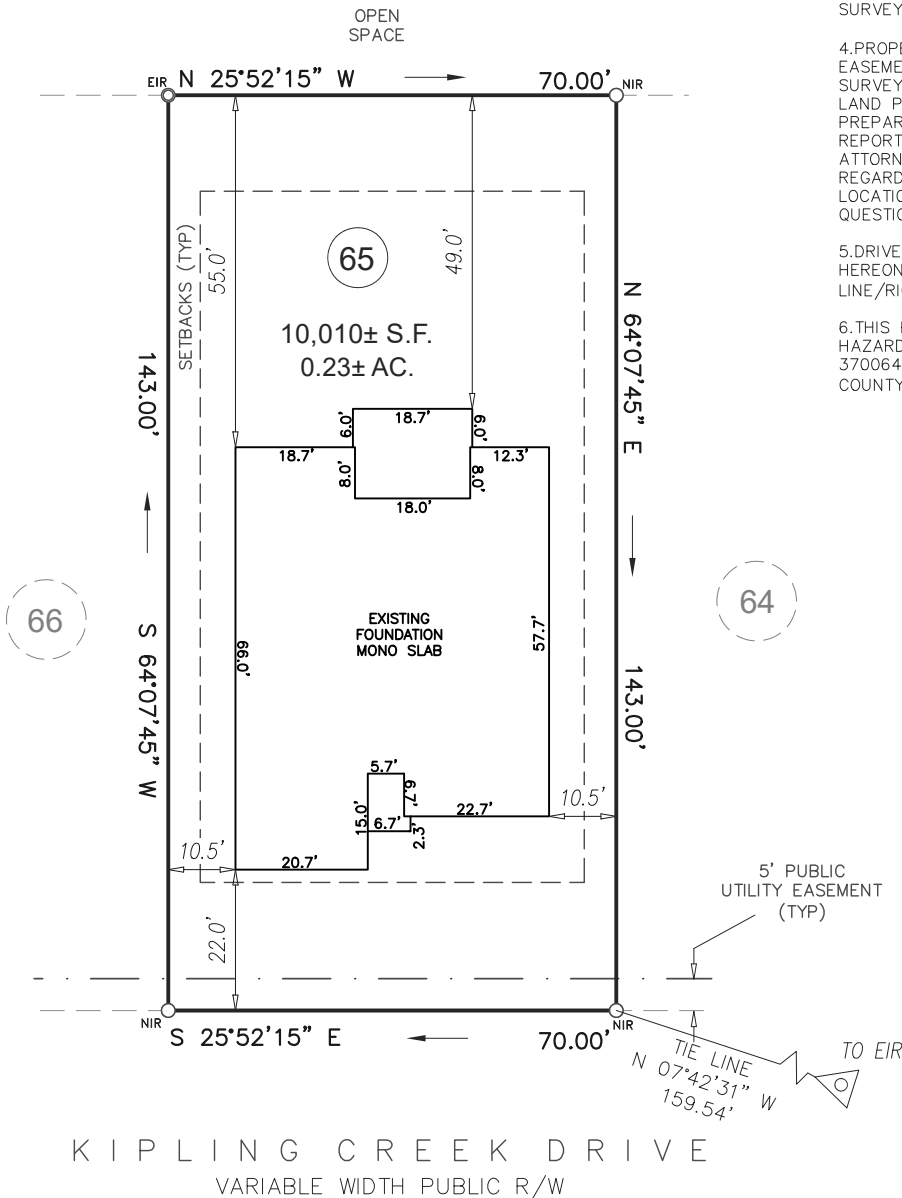 OPEN
SPACE
EIR
N 25°52'15" W
70.00'
NIR
SETBACKS (TYP)
55.0'
49.0'
65
10,010± S.F.
0.23± AC.
143.00'
S 64°07'45" W
N 64°07'45" E
143.00'
6.0'
18.7'
6.0'
18.7'
8.0'
8.0'
12.3'
18.0'
66
64
EXISTING
FOUNDATION
MONO SLAB
66.0'
57.7'
5.7'
6.7'
15.0'
6.7'
2.3'
22.7'
10.5'
10.5'
20.7'
22.0'
5' PUBLIC
UTILITY EASEMENT
(TYP)
NIR
S 25°52'15" E
70.00'
NIR
TIE LINE
N 07°42'31" W
159.54'
TO EIR
KIPLING CREEK DRIVE
VARIABLE WIDTH PUBLIC R/W
SURVEY
4.PROPE
EASEME
SURVEY
LAND P
PREPAR
REPORT
ATTORN
REGARD
LOCATIO
QUESTIO
5.DRIVE
HEREON
LINE/RI
6.THIS
HAZARD
370064
COUNTY